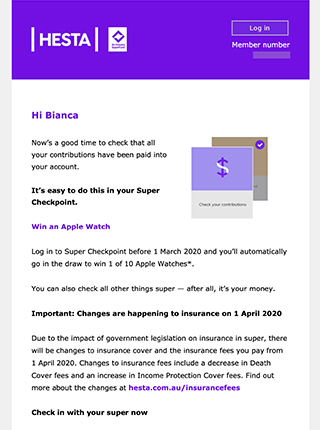 HESTA
Log in
Member number
Hi Bianca
Now's a good time to check that all
your contributions have been paid into
your account.
It's easy to do this in your Super
Checkpoint.
$
Check your contributions
Win an Apple Watch
Log in to Super Checkpoint before 1 March 2020 and you'll automatically
go in the draw to win 1 of 10 Apple Watches*.
You can also check all other things super — after all, it's your money.
Important: Changes are happening to insurance on 1 April 2020
Due to the impact of government legislation on insurance in super, there
will be changes to insurance cover and the insurance fees you pay from
1 April 2020. Changes to insurance fees include a decrease in Death
Cover fees and an increase in Income Protection Cover fees. Find out
more about the changes at hesta.com.au/insurancefees
Check in with your super now